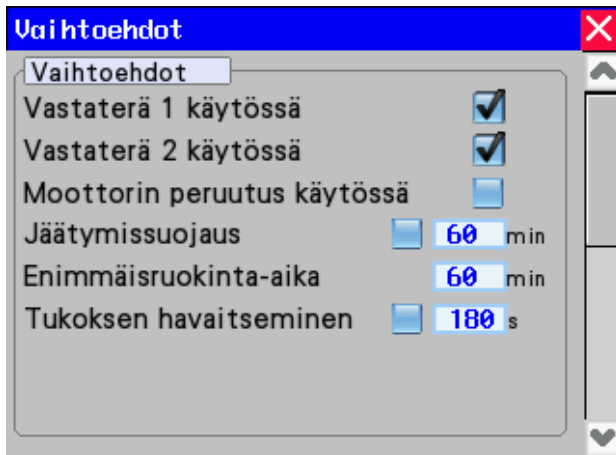 Vaihtoehdot
Vaihtoehdot
Vastaterä 1 käytössä
Vastaterä 2 käytössä
Moottorin peruutus käytössä
Jäätymissuojaus 60 min
Enimmäisruokinta-aika 60 min
Tukoksen havaitseminen 180 s